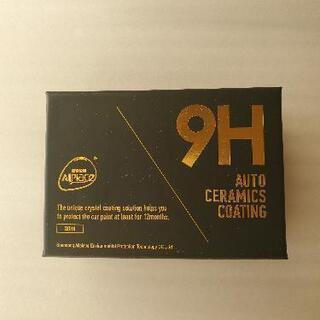 9H
AUTO
CERAMICS
COATING
AlPlace
The unique crystal coating solution helps you
to protect the car paint at least for 12months.